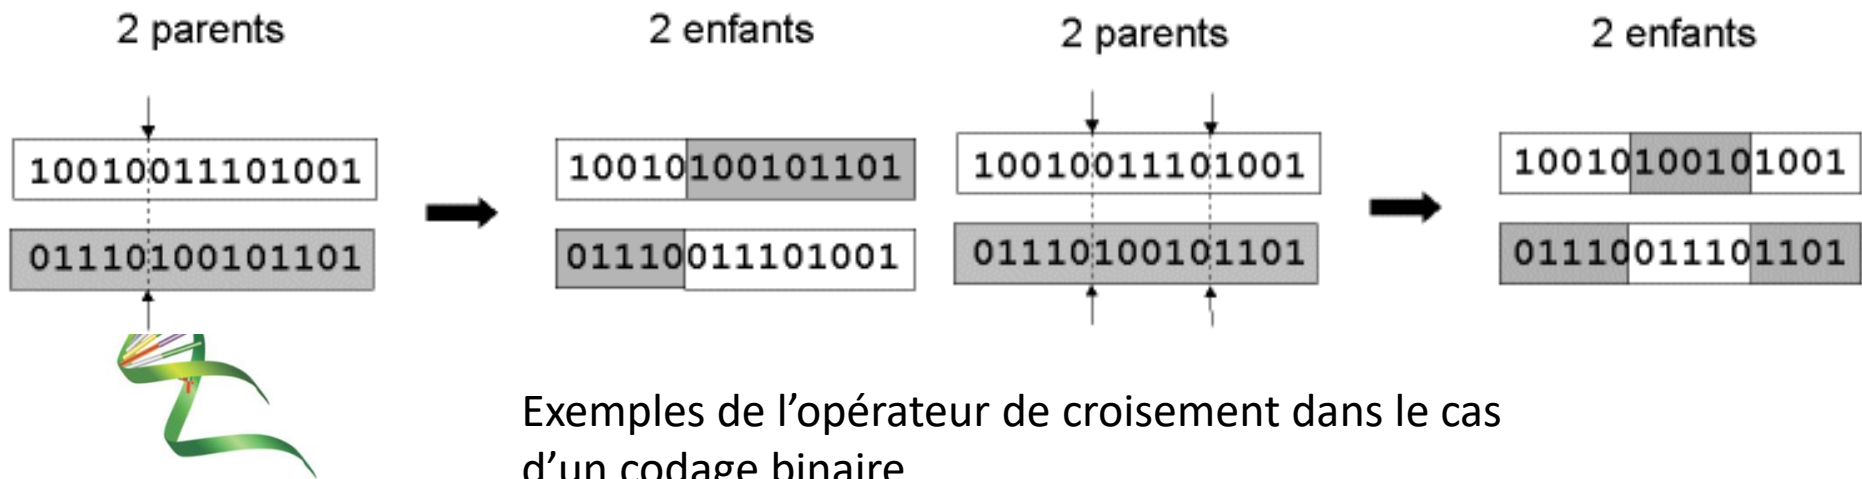 2 parents 2 enfants 2 parents 2 enfants
10010011101001 10010100101101 10010011101001 10010100101001
01110100101101 01110011101001 01110100101101 01110011101101
Exemples de l’opérateur de croisement dans le cas
d’un codage binaire